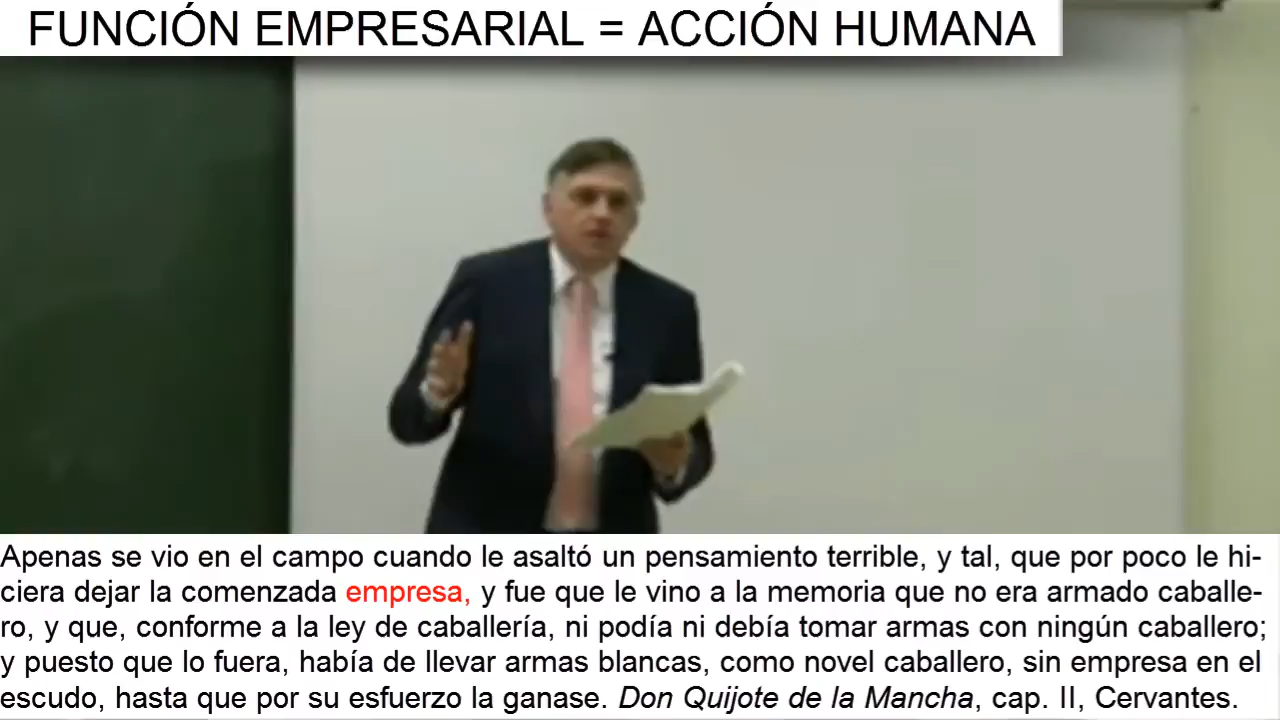 FUNCIÓN EMPRESARIAL = ACCIÓN HUMANA
Apenas se vio en el campo cuando le asaltó un pensamiento terrible, y tal, que por poco le hi-
ciera dejar la comenzada empresa, y fue que le vino a la memoria que no era armado caballe-
ro, y que, conforme a la ley de caballería, ni podía ni debía tomar armas con ningún caballero;
y puesto que lo fuera, había de llevar armas blancas, como novel caballero, sin empresa en el
escudo, hasta que por su esfuerzo la ganase. Don Quijote de la Mancha, cap. II, Cervantes.